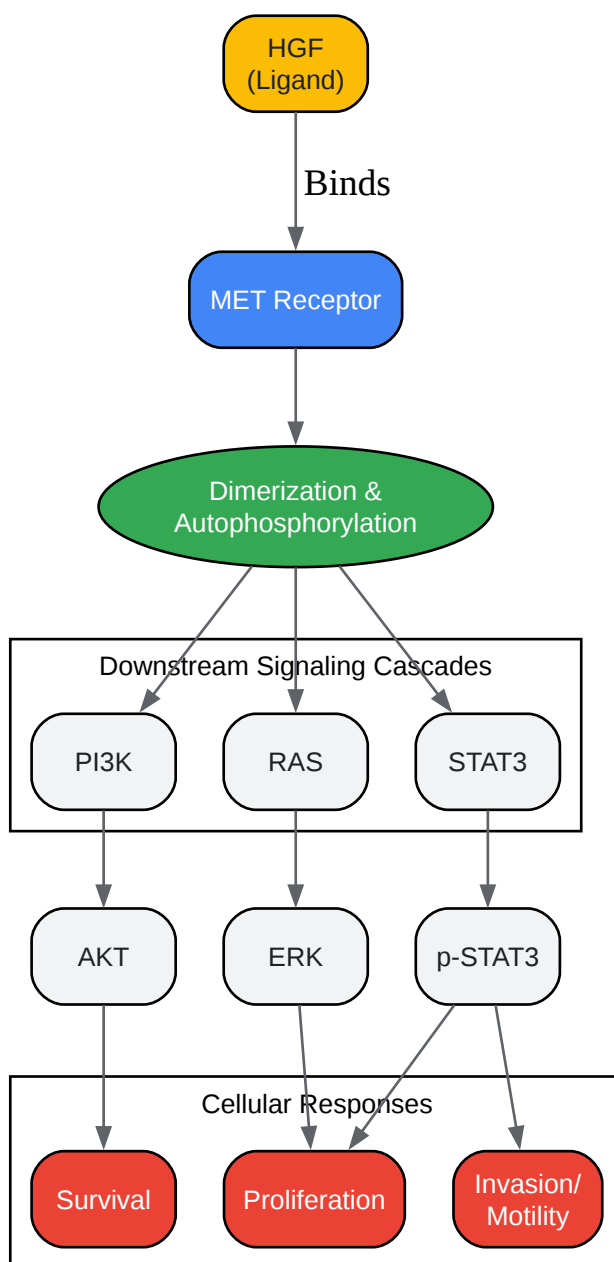 HGF
(Ligand)
Binds
MET Receptor
Dimerization &
Autophosphorylation
Downstream Signaling Cascades
PI3K
RAS
STAT3
AKT
ERK
p-STAT3
Cellular Responses
Survival
Proliferation
Invasion/
Motility